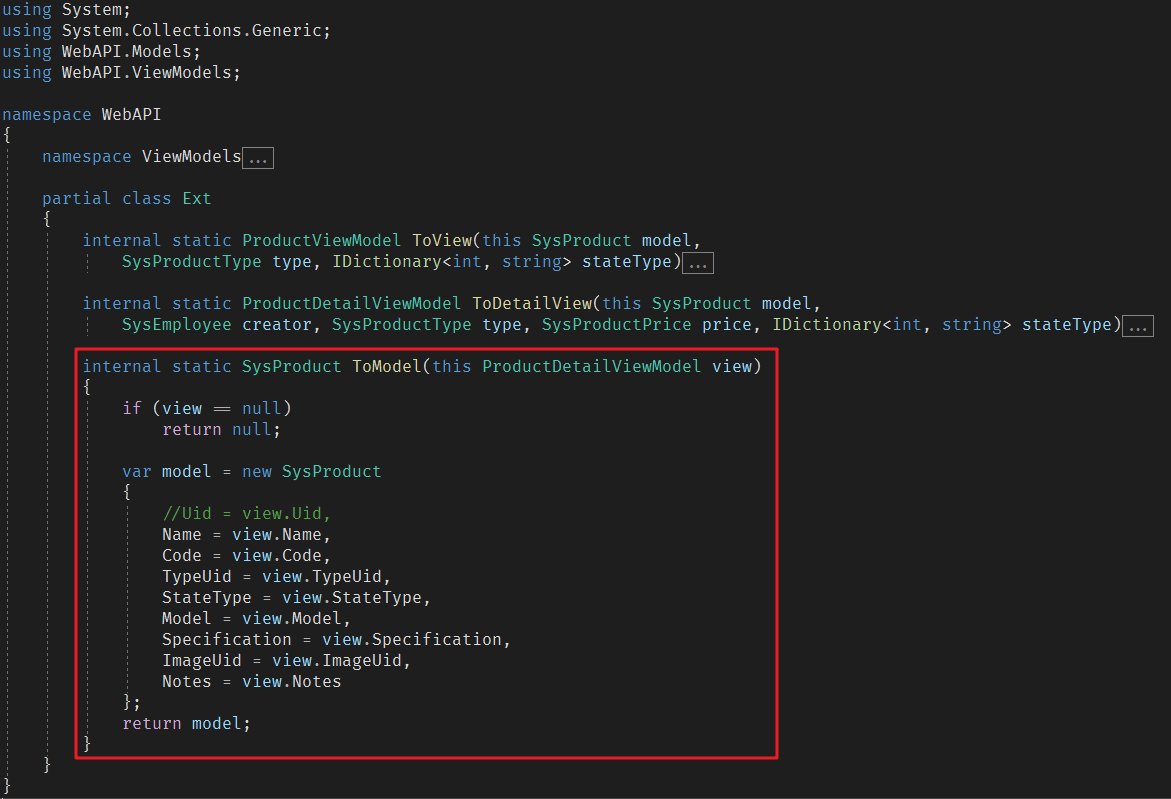 using System;
using System.Collections.Generic;
using WebAPI.Models;
using WebAPI.ViewModels;
namespace WebAPI
{
namespace ViewModels...
partial class Ext
{
internal static ProductViewModel ToView(this SysProduct model,
SysProductType type, IDictionary<int, string> stateType)...
internal static ProductDetailViewModel ToDetailView(this SysProduct model,
SysEmployee creator, SysProductType type, SysProductPrice price, IDictionary<int, string> stateType)...
internal static SysProduct ToModel(this ProductDetailViewModel view)
{
if (view == null)
return null;
var model = new SysProduct
{
//Uid = view.Uid,
Name = view.Name,
Code = view.Code,
TypeUid = view.TypeUid,
StateType = view.StateType,
Model = view.Model,
Specification = view.Specification,
ImageUid = view.ImageUid,
Notes = view.Notes
};
return model;
}
}
}